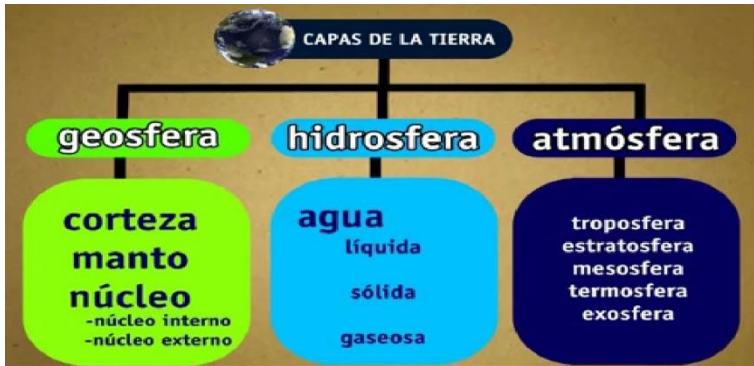 CAPAS DE LA TIERRA
geosfera
corteza
manto
núcleo
-núcleo interno
-núcleo externo
hidrosfera
agua
líquida
sólida
gaseosa
atmósfera
troposfera
estratosfera
mesosfera
termosfera
exosfera